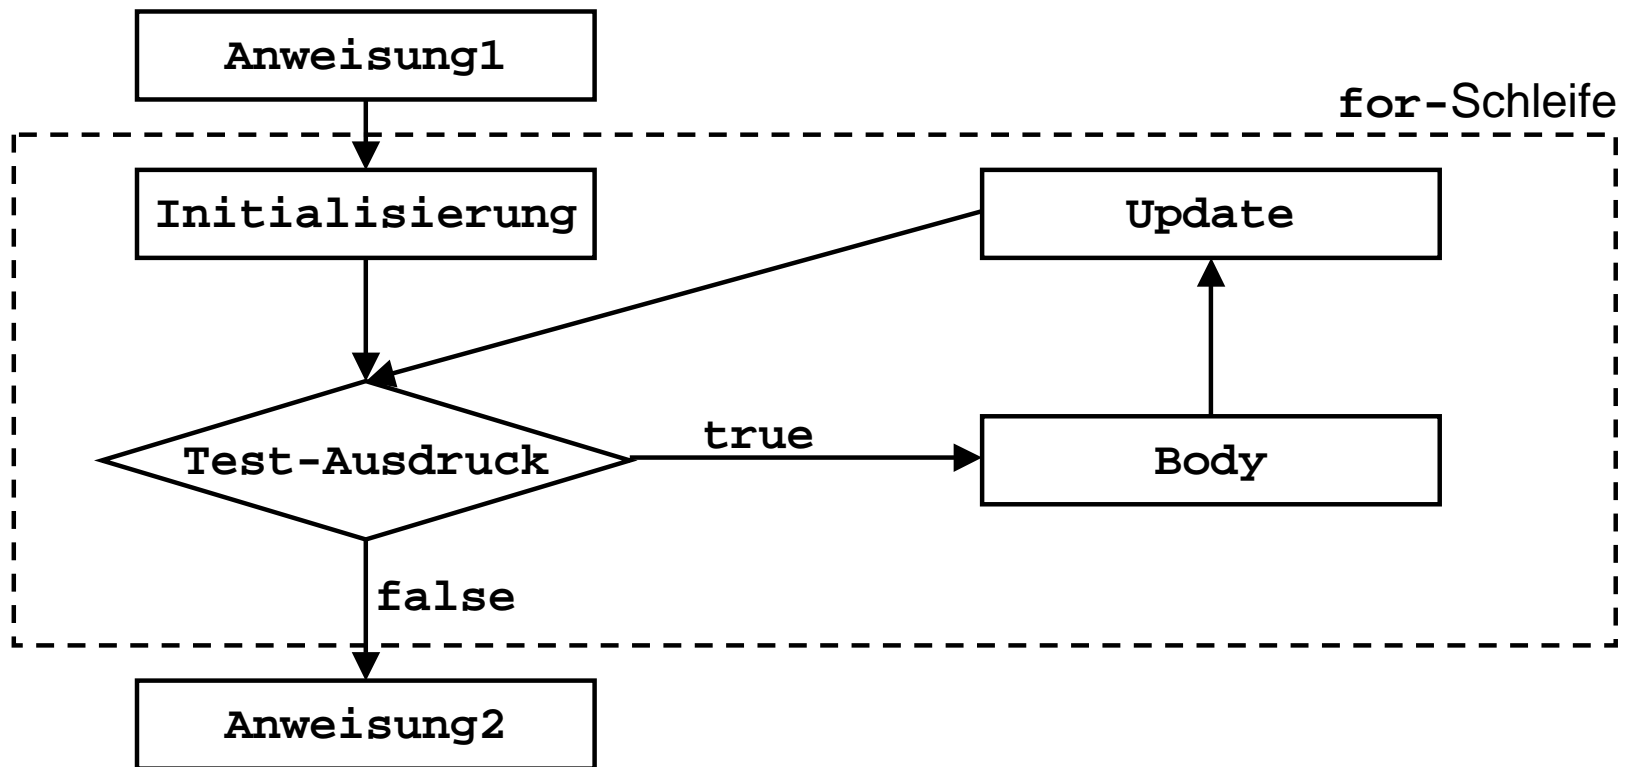 Anweisung1
for-Schleife
Initialisierung
Update
true
Test-Ausdruck
Body
false
Anweisung2